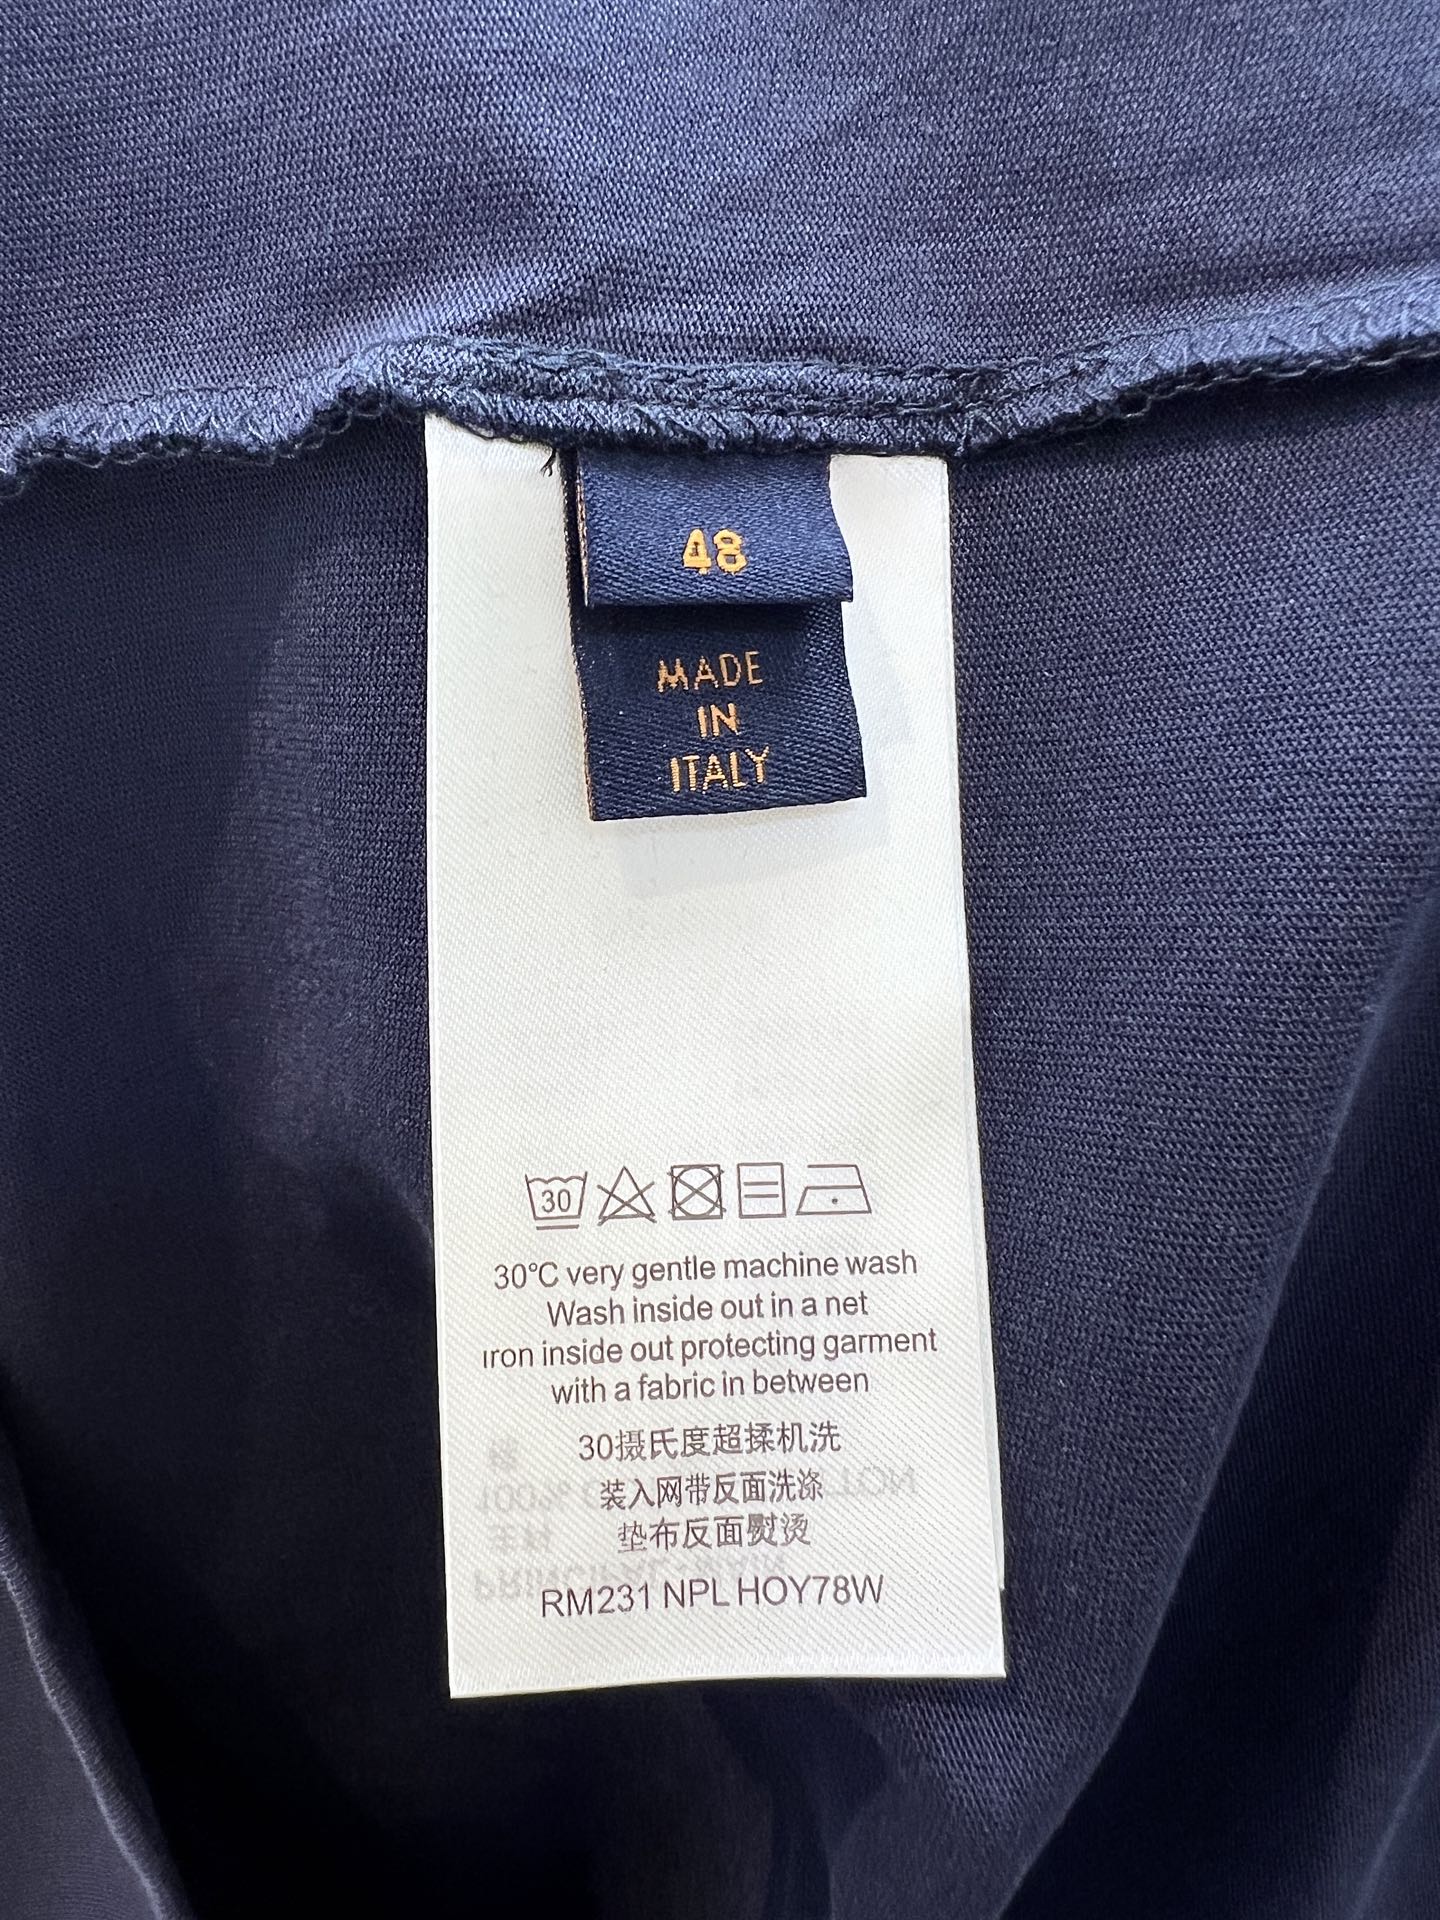 48
MADE
IN
ITALY
30
30°C very gentle machine wash
Wash inside out in a net
ıron inside out protecting garment
with a fabric in between
30摄氏度超揉机洗
装入网带反面洗涤
垫布反面熨烫
RM231 NPL HOY78W